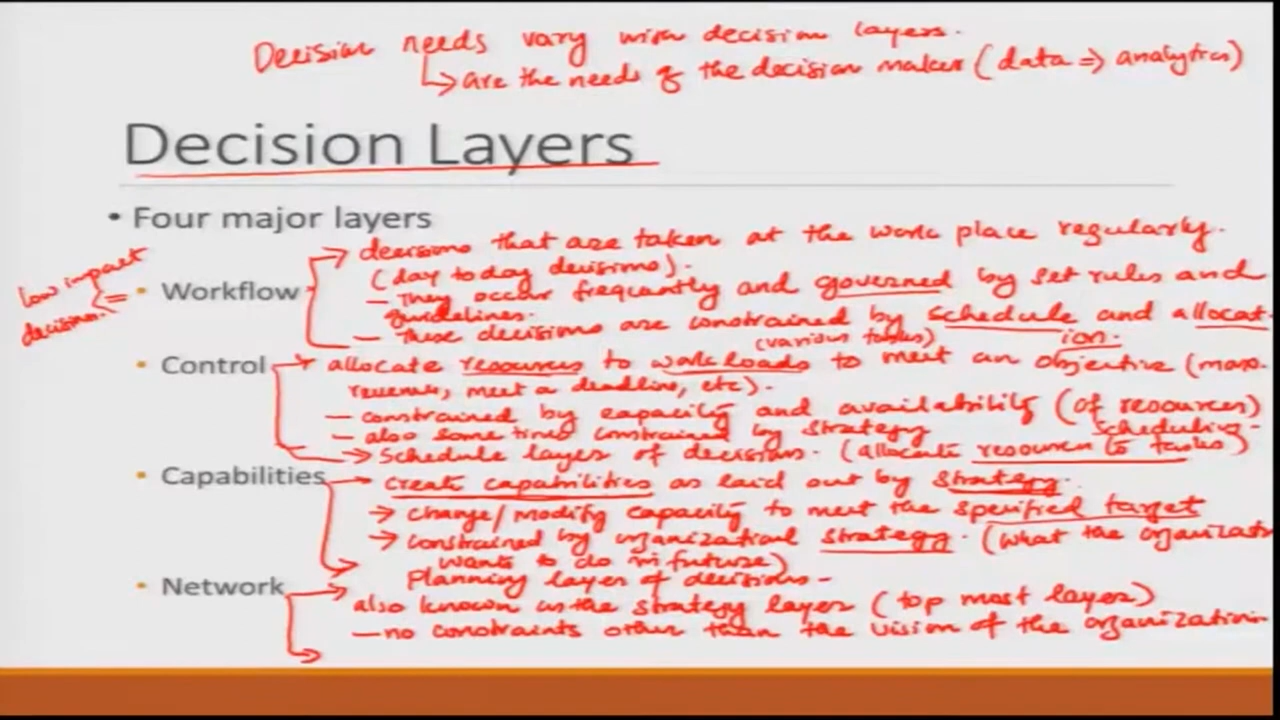 Decision needs vary with decision layers.
↳ are the needs of the decision maker (data => analytics)
Decision Layers
• Four major layers
low impact decisions.
• Workflow
→ decisions that are taken at the work place regularly.
(day to day decisions).
- They occur frequently and governed by set rules and
guidelines.
- These decisions are constrained by schedule and allocat-
(various tasks) ion.
• Control
→ allocate resources to workloads to meet an objective (max.
revenue, meet a deadline, etc).
- constrained by capacity and availability (of resources)
- also some times constrained by strategy scheduling.
→ Schedule layer of decisions. (allocate resources to tasks)
• Capabilities
→ create capabilities as laid out by strategy.
→ change/modify capacity to meet the specified target
→ constrained by organizational strategy. (what the organization
wants to do in future)
Planning layer of decisions -
• Network
also known as the strategy layer (top most layer)
- no constraints other than the vision of the organization.